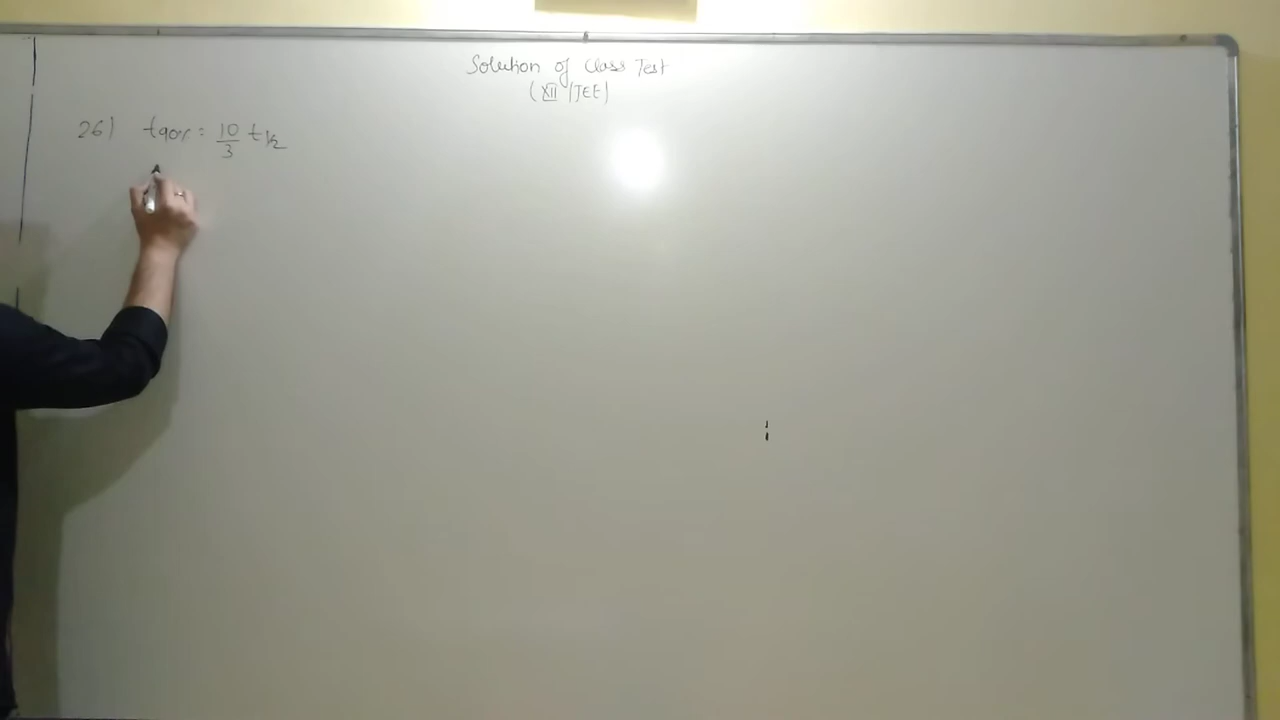 Solution of Class Test
(XII/JEE)
26) t90% = 10/3 t1/2